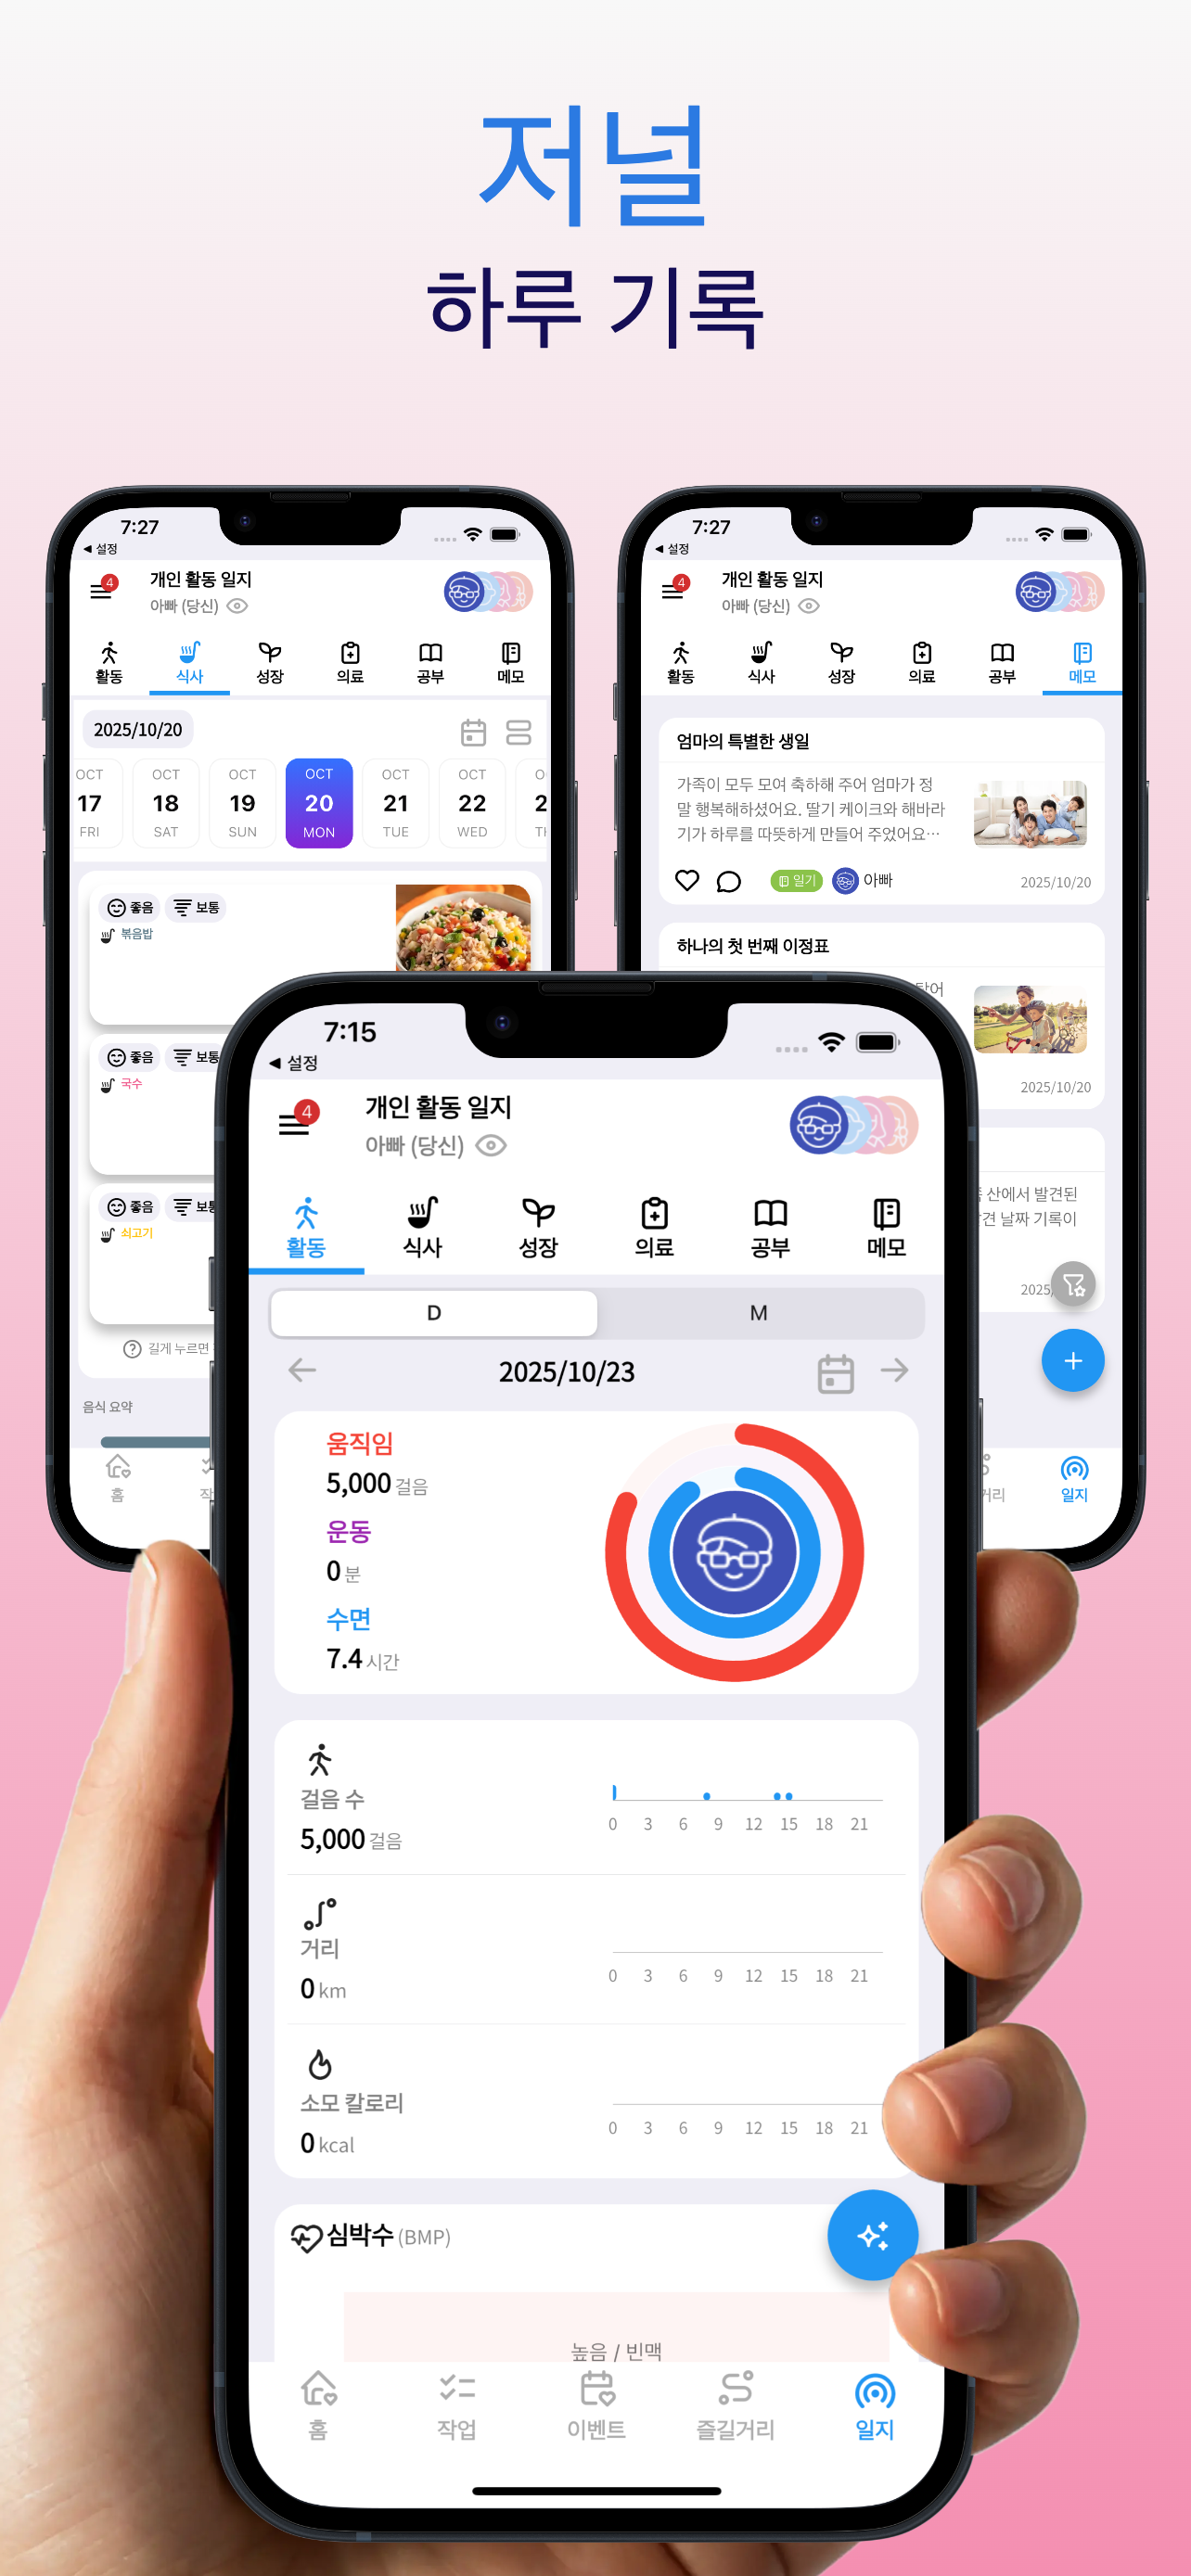 저널
하루 기록
7:27
◀ 설정
4
개인 활동 일지
아빠 (당신)
활동 식사 성장 의료 공부 메모
2025/10/20
OCT OCT OCT OCT OCT OCT
17 18 19 20 21 22
FRI SAT SUN MON TUE WED
좋음 보통
볶음밥
좋음 보통
국수
좋음
쇠고기
길게 누르면
음식 요약
홈
7:27
◀ 설정
4
개인 활동 일지
아빠 (당신)
활동 식사 성장 의료 공부 메모
엄마의 특별한 생일
가족이 모두 모여 축하해 주어 엄마가 정
말 행복해하셨어요. 딸기 케이크와 해바라
기가 하루를 따뜻하게 만들어 주었어요…
일기 아빠 2025/10/20
하나의 첫 번째 이정표
2025/10/20
산에서 발견된
날짜 기록이
일지
7:15
◀ 설정
4
개인 활동 일지
아빠 (당신)
활동 식사 성장 의료 공부 메모
D M
2025/10/23
움직임
5,000 걸음
운동
0 분
수면
7.4 시간
걸음 수
5,000 걸음
0 3 6 9 12 15 18 21
거리
0 km
0 3 6 9 12 15 18 21
소모 칼로리
0 kcal
0 3 6 9 12 15 18 21
심박수 (BMP)
높음 / 빈맥
홈 작업 이벤트 즐길거리 일지